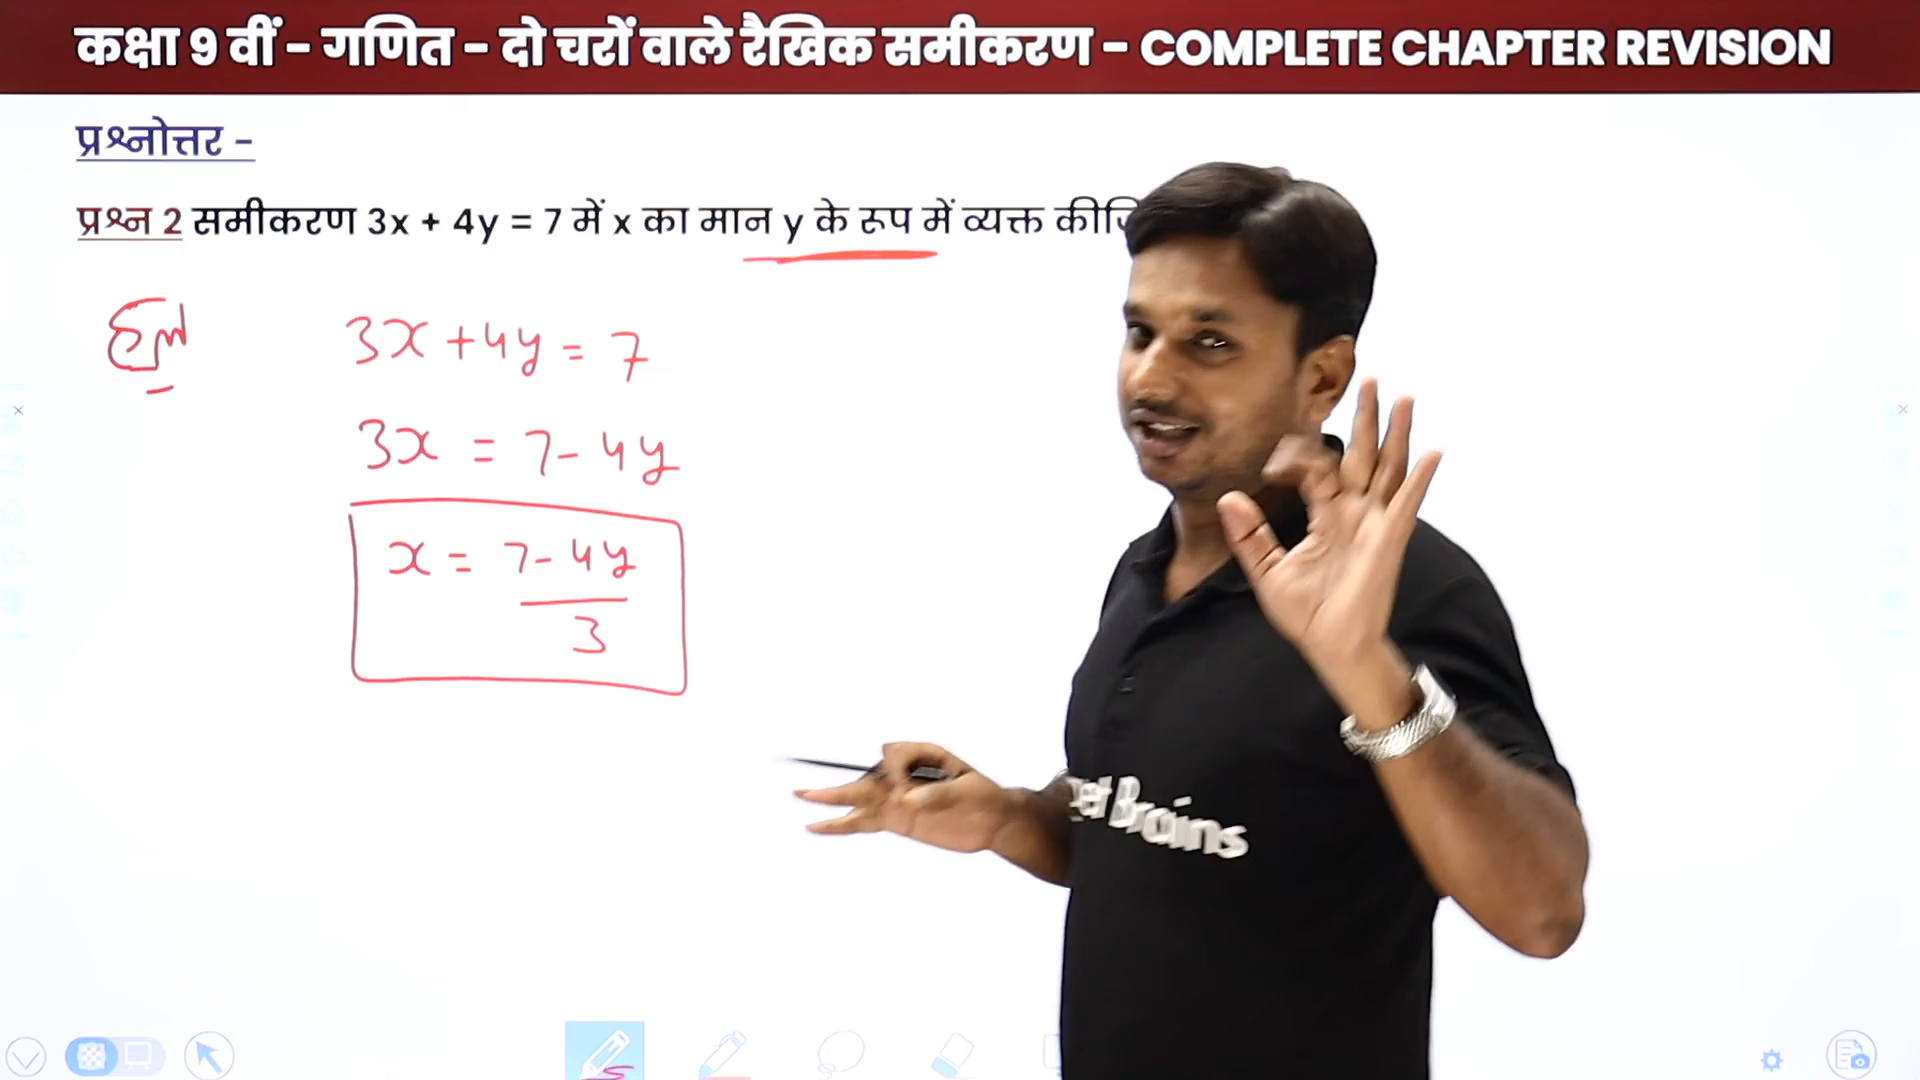 कक्षा 9 वीं – गणित – दो चरों वाले रैखिक समीकरण – COMPLETE CHAPTER REVISION
प्रश्नोत्तर –
प्रश्न 2 समीकरण 3x + 4y = 7 में x का मान y के रूप में व्यक्त
हल
3x + 4y = 7
3x = 7 - 4y
x = 7 - 4y
3
Brains